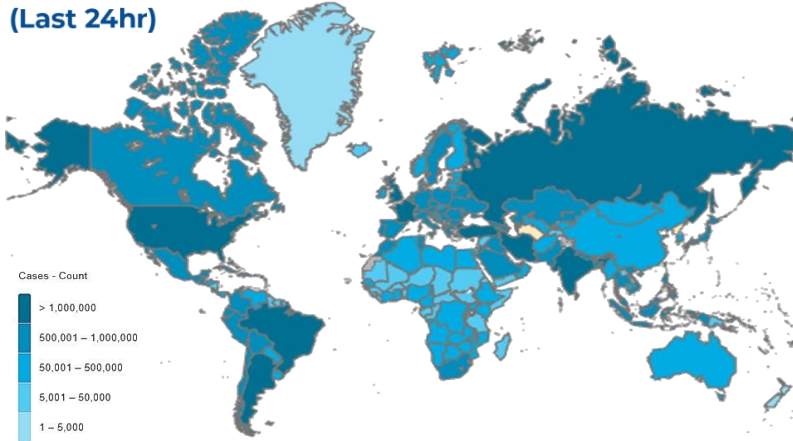 (Last 24hr)
Cases - Count
> 1,000,000
500,001 – 1,000,000
50,001 – 500,000
5,001 – 50,000
1 – 5,000